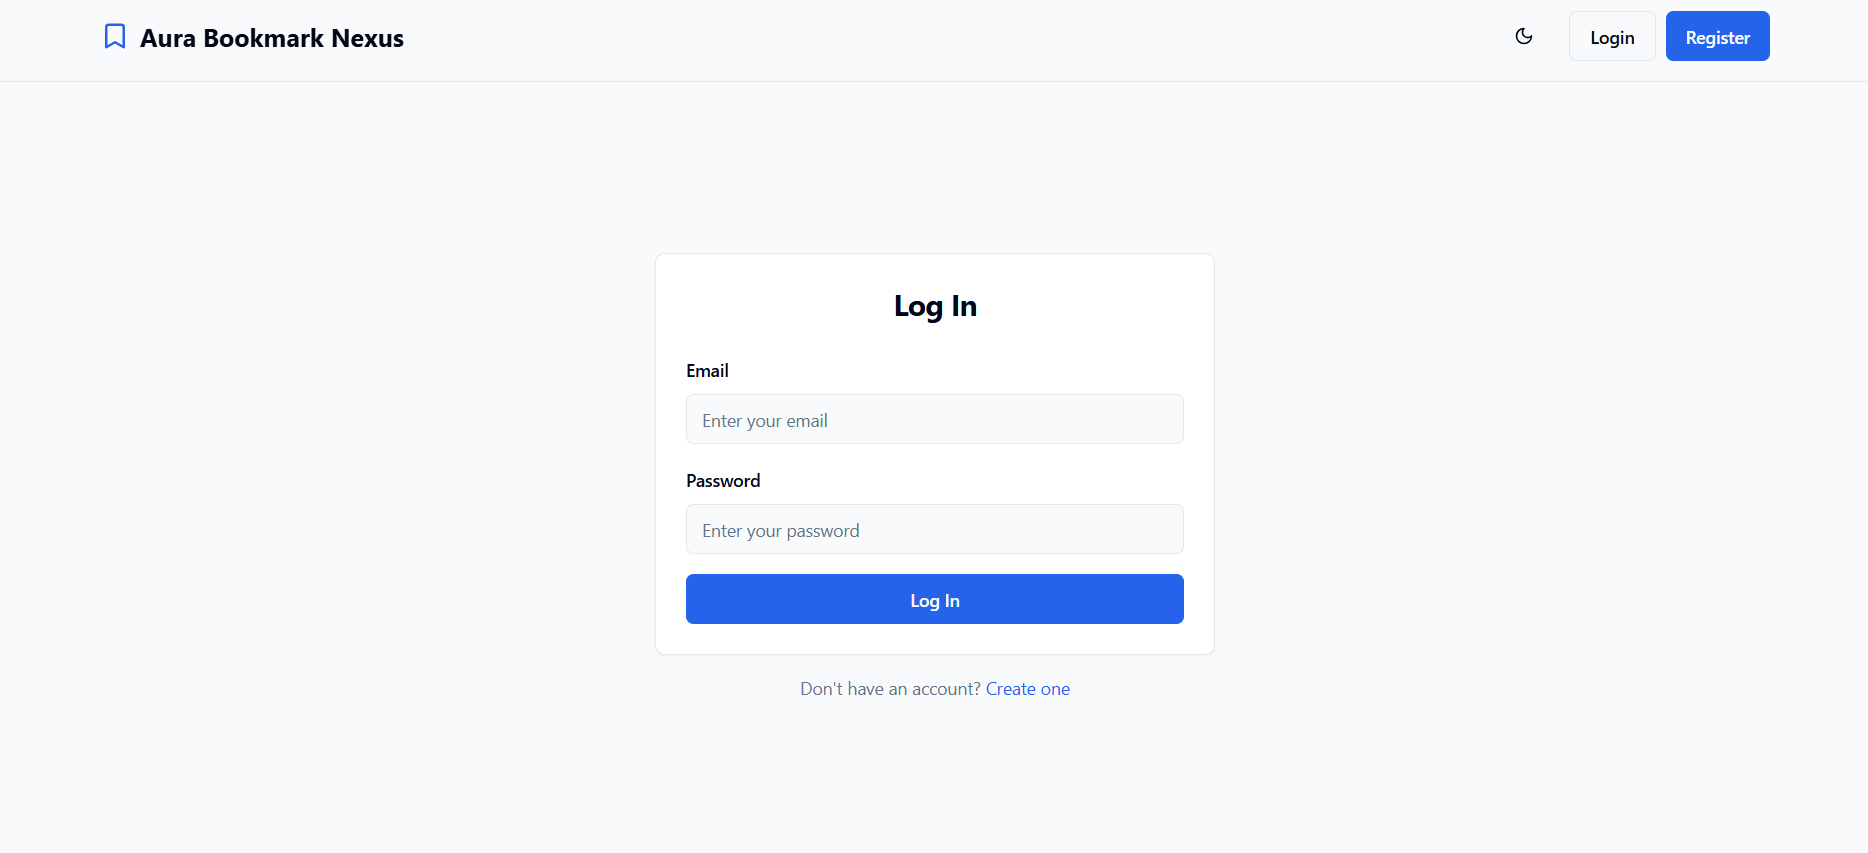 Aura Bookmark Nexus
Login
Register
Log In
Email
Enter your email
Password
Enter your password
Log In
Don't have an account? Create one